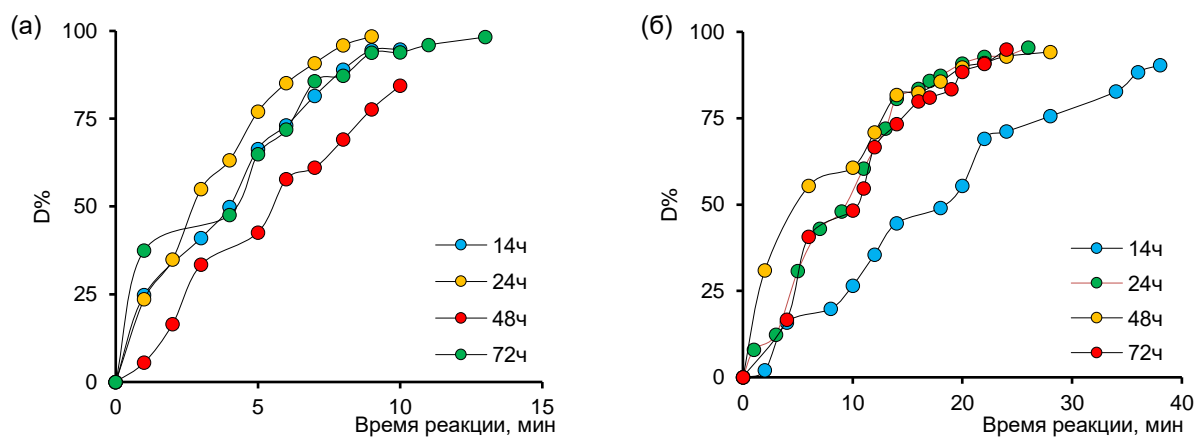 (а)
D%
100
75
50
25
0
0 5 10 15
Время реакции, мин
14ч
24ч
48ч
72ч
(б)
D%
100
75
50
25
0
0 10 20 30 40
Время реакции, мин
14ч
24ч
48ч
72ч